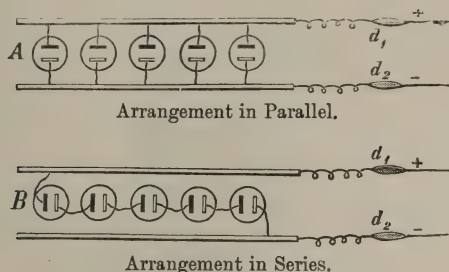 +
d₁
A
d₂
-
Arrangement in Parallel.
d₁
+
B
d₂
-
Arrangement in Series.